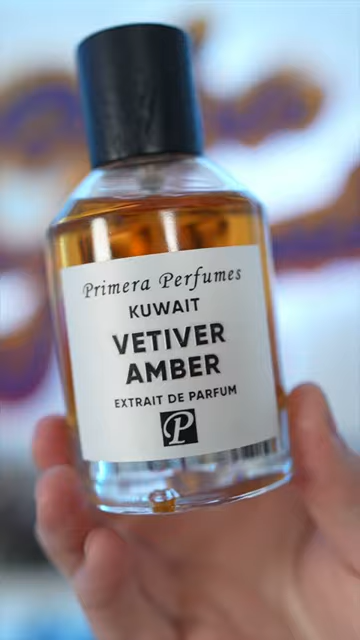 Primera Perfumes
KUWAIT
VETIVER
AMBER
EXTRAIT DE PARFUM
P